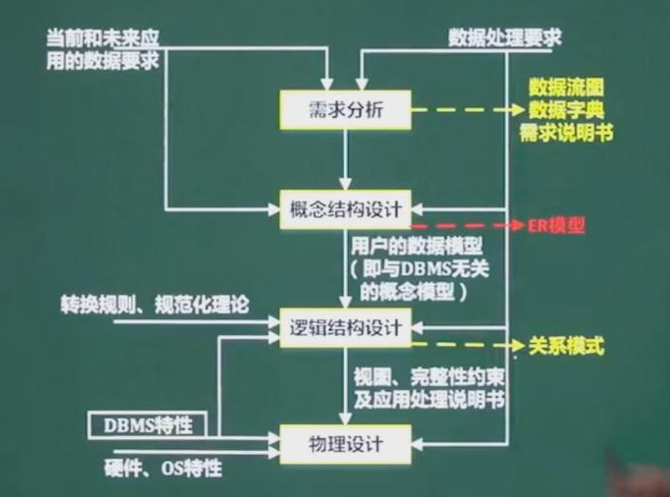 当前和未来应
用的数据要求
数据处理要求
需求分析
数据流图
数据字典
需求说明书
概念结构设计
ER模型
用户的数据模型
（即与DBMS无关
的概念模型）
转换规则、规范化理论
逻辑结构设计
关系模式
视图、完整性约束
及应用处理说明书
DBMS特性
物理设计
硬件、OS特性